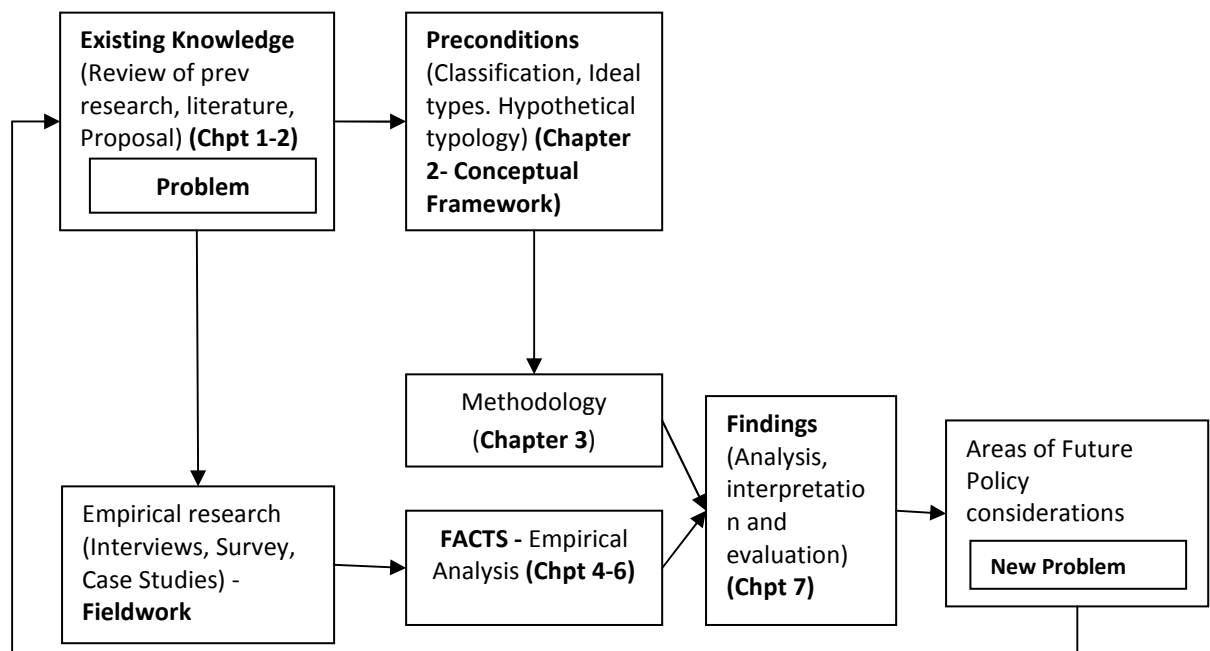 Existing Knowledge
(Review of prev
research, literature,
Proposal) (Chpt 1-2)
Problem
Preconditions
(Classification, Ideal
types. Hypothetical
typology) (Chapter
2- Conceptual
Framework)
Methodology
(Chapter 3)
Empirical research
(Interviews, Survey,
Case Studies) -
Fieldwork
FACTS - Empirical
Analysis (Chpt 4-6)
Findings
(Analysis,
interpretatio
n and
evaluation)
(Chpt 7)
Areas of Future
Policy
considerations
New Problem